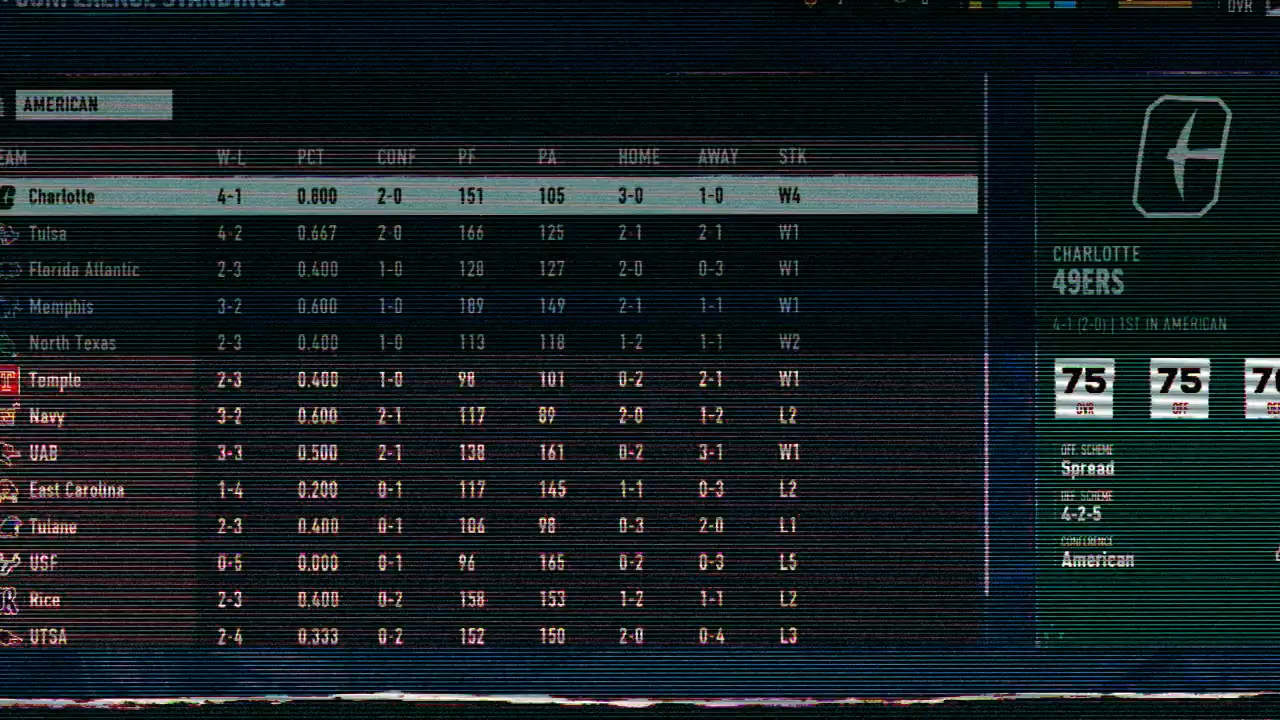 CONFERENCE STANDINGS
OVR
AMERICAN
EAM W-L PCT CONF PF PA HOME AWAY STK
Charlotte 4-1 0.800 2-0 151 105 3-0 1-0 W4
Tulsa 4-2 0.667 2-0 166 125 2-1 2-1 W1
Florida Atlantic 2-3 0.400 1-0 128 127 2-0 0-3 W1
Memphis 3-2 0.600 1-0 189 149 2-1 1-1 W1
North Texas 2-3 0.400 1-0 113 118 1-2 1-1 W2
Temple 2-3 0.400 1-0 98 101 0-2 2-1 W1
Navy 3-2 0.600 2-1 117 89 2-0 1-2 L2
UAB 3-3 0.500 2-1 138 161 0-2 3-1 W1
East Carolina 1-4 0.200 0-1 117 145 1-1 0-3 L2
Tulane 2-3 0.400 0-1 106 98 0-3 2-0 L1
USF 0-5 0.000 0-1 96 165 0-2 0-3 L5
Rice 2-3 0.400 0-2 158 153 1-2 1-1 L2
UTSA 2-4 0.333 0-2 152 150 2-0 0-4 L3
CHARLOTTE
49ERS
4-1 (2-0) | 1ST IN AMERICAN
75 75
OVR OFF
OFF SCHEME
Spread
DEF SCHEME
4-2-5
CONFERENCE
American